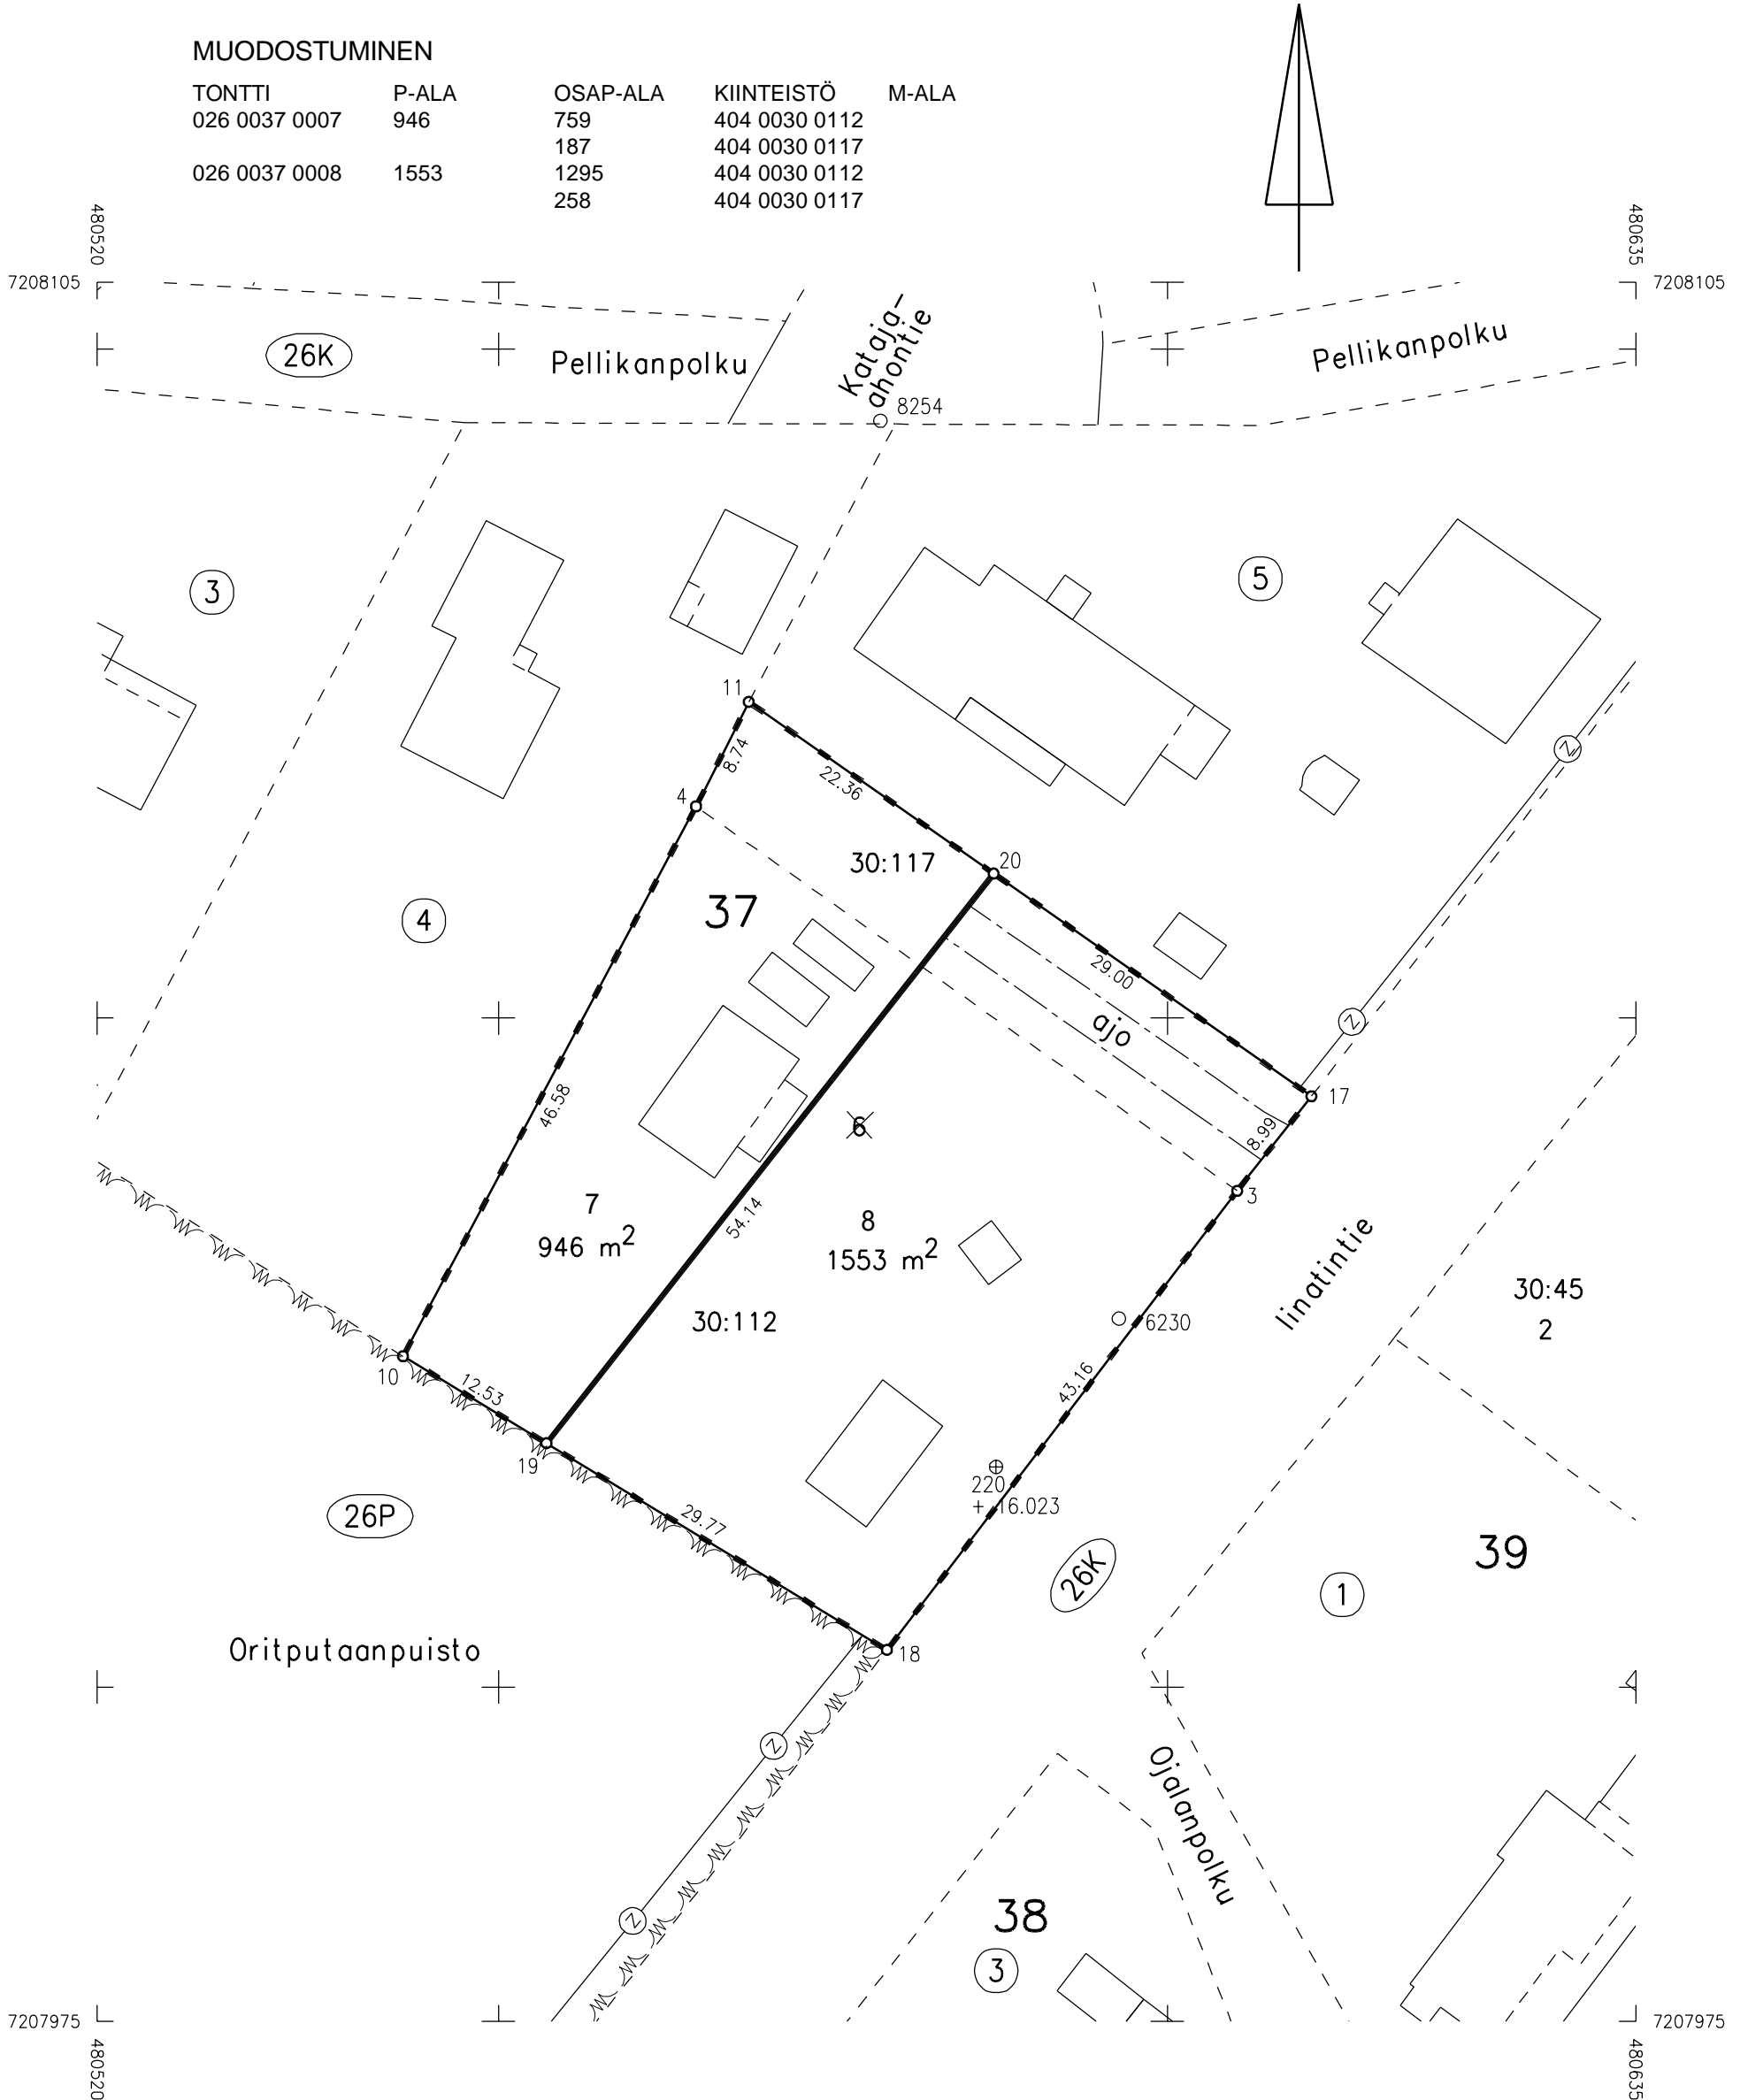 MUODOSTUMINEN
TONTTI P-ALA OSAP-ALA KIINTEISTÖ M-ALA
026 0037 0007 946 759 404 0030 0112
187 404 0030 0117
026 0037 0008 1553 1295 404 0030 0112
258 404 0030 0117
480520
480635
7208105
7208105
26K
Pellikanpolku
Kataja-
ahontie
Pellikanpolku
8254
3
5
11
8.74
22.36
4
20
30:117
37
4
29.00
ajo
46.58
17
6
8.99
3
7
946 m2
54.14
8
1553 m2
Iinatintie
30:45
2
30:112
6230
10
12.53
43.16
19
220
+ 16.023
26P
29.77
26K
39
1
Oritputaanpuisto
18
Ojalanpolku
38
3
7207975
7207975
480520
480635